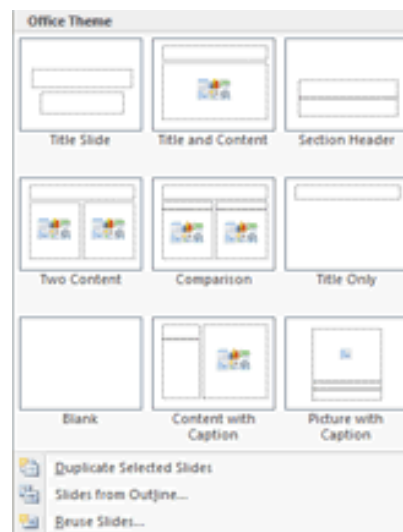 Office Theme
Title Slide
Title and Content
Section Header
Two Content
Comparison
Title Only
Blank
Content with
Caption
Picture with
Caption
Duplicate Selected Slides
Slides from Outline...
Reuse Slides...